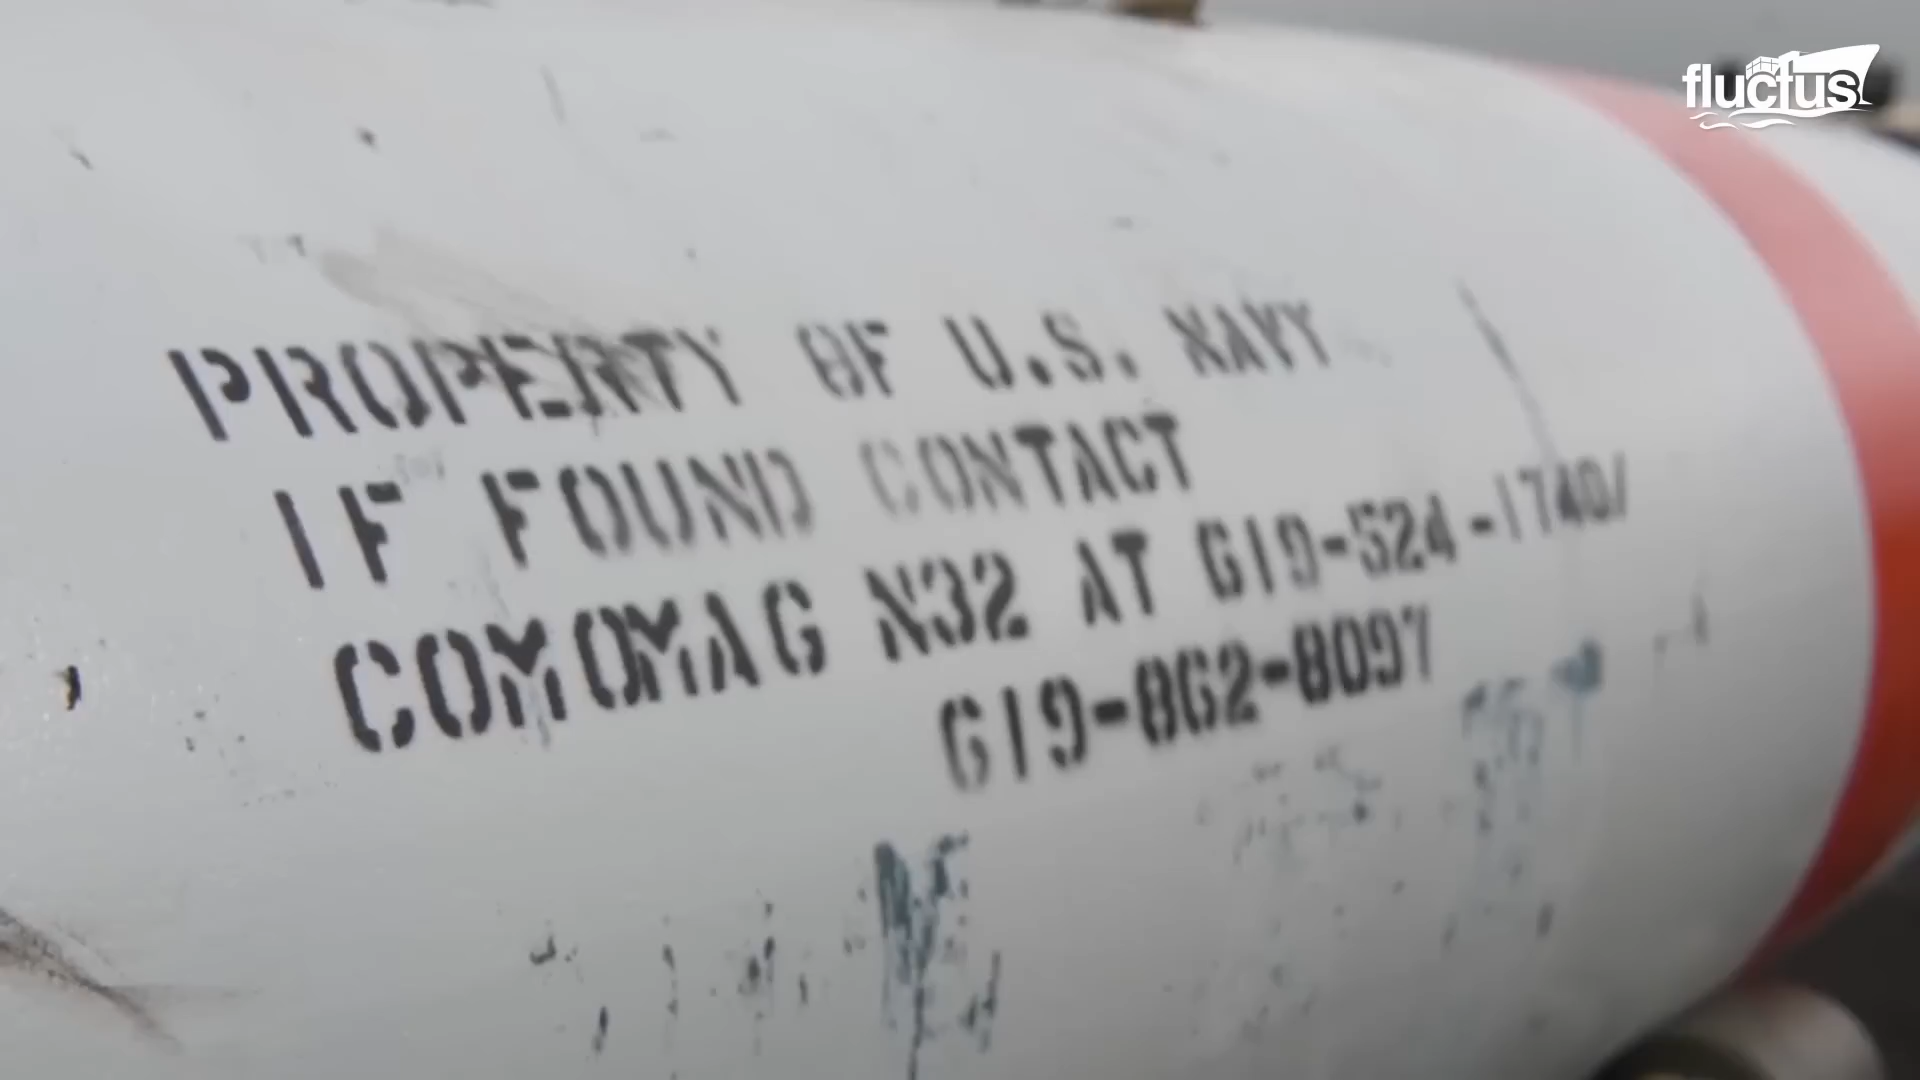 fluctus
PROPERTY OF U.S. NAVY
IF FOUND CONTACT
COMOMAG N32 AT 619-524-1740/
619-862-8097